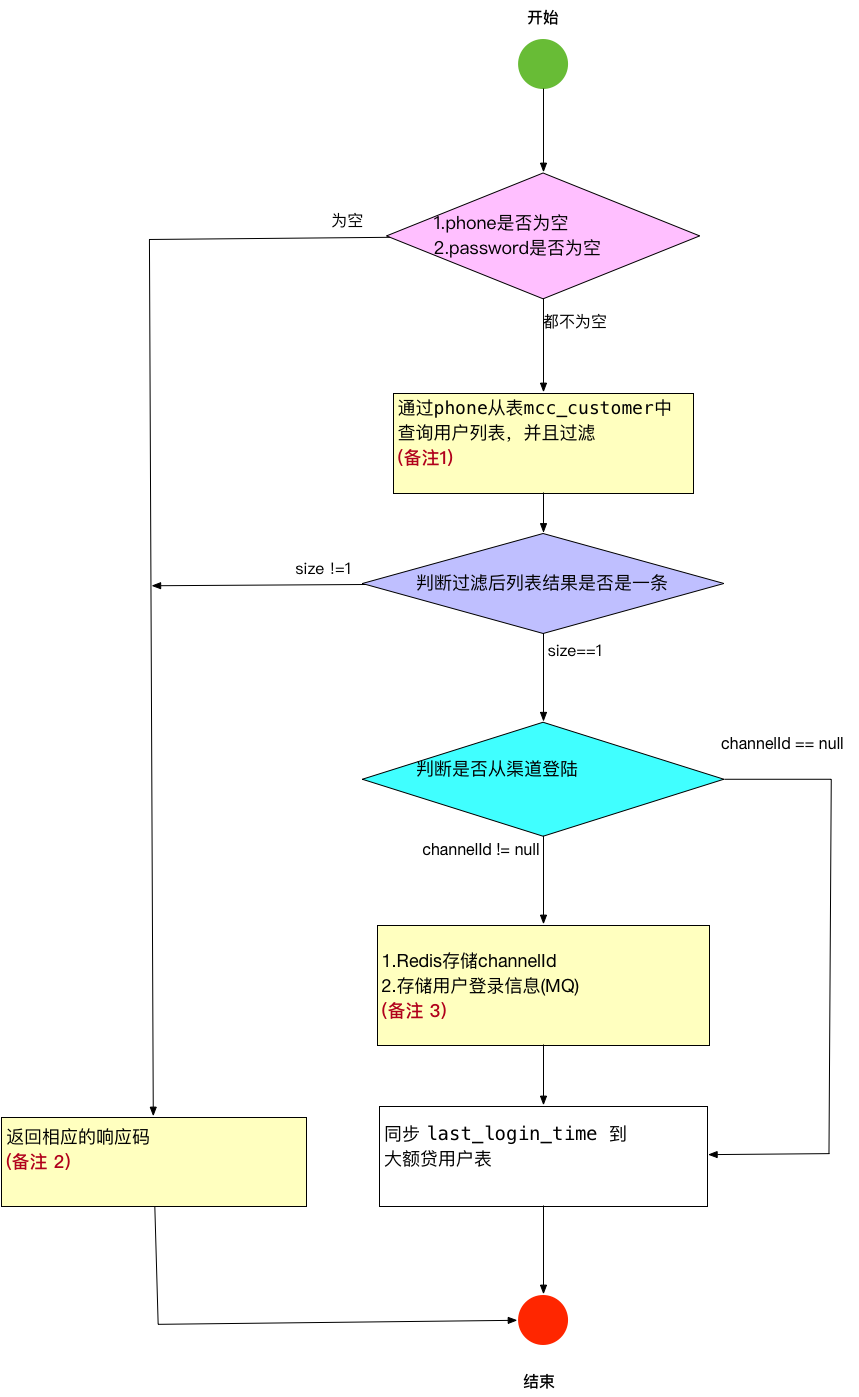 开始
1.phone是否为空
2.password是否为空
为空
都不为空
通过phone从表mcc_customer中
查询用户列表，并且过滤
(备注1)
size !=1
判断过滤后列表结果是否是一条
size==1
channelId == null
判断是否从渠道登陆
channelId != null
1.Redis存储channelId
2.存储用户登录信息(MQ)
(备注 3)
返回相应的响应码
(备注 2)
同步 last_login_time 到
大额贷用户表
结束